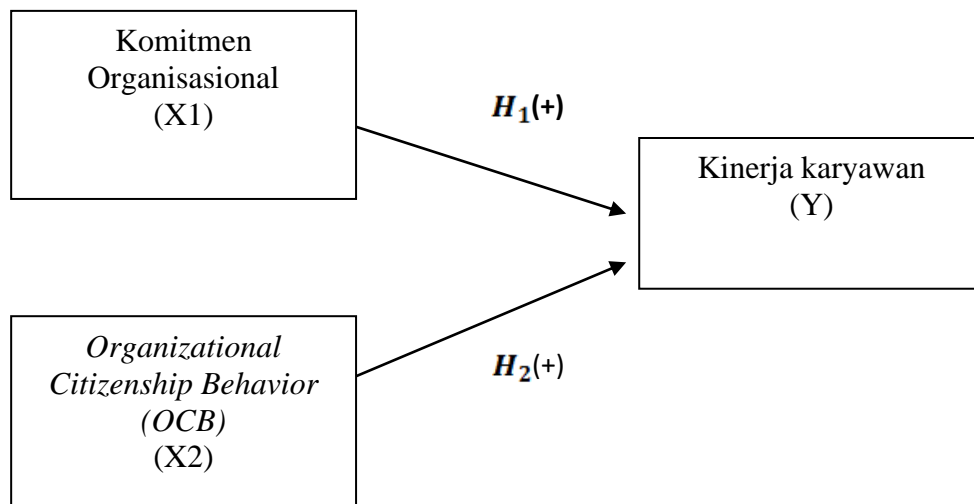 Komitmen
Organisasional
(X1)
H₁(+)
Kinerja karyawan
(Y)
Organizational
Citizenship Behavior
(OCB)
(X2)
H₂(+)